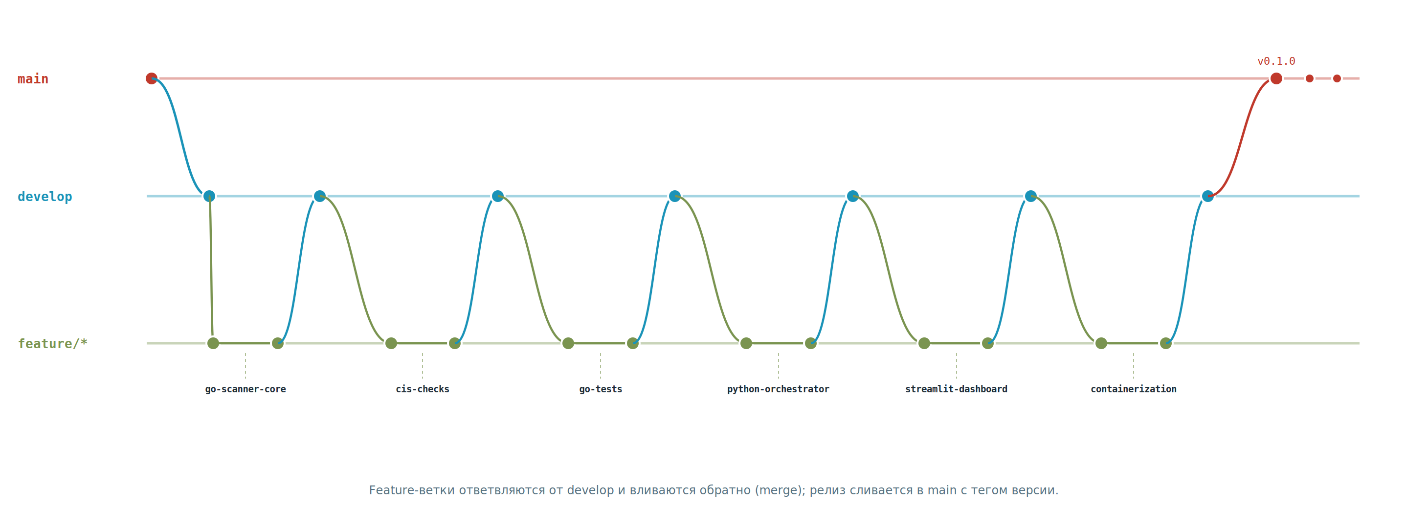 v0.1.0
main
develop
feature/*
go-scanner-core
cis-checks
go-tests
python-orchestrator
streamlit-dashboard
containerization
Feature-ветки ответвляются от develop и вливаются обратно (merge); релиз сливается в main с тегом версии.